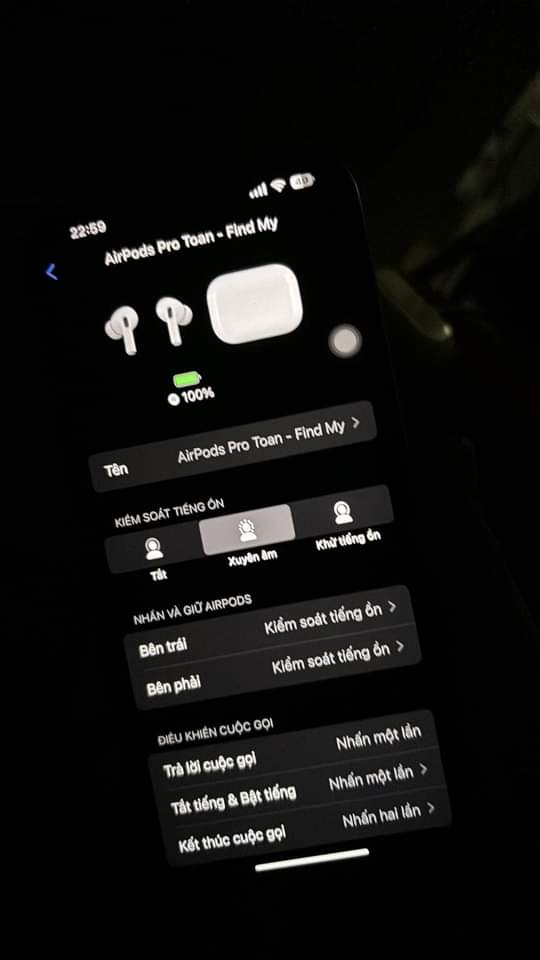 22:59
49
AirPods Pro Toan - Find My
100%
Tên AirPods Pro Toan - Find My
KIỂM SOÁT TIẾNG ỒN
Tắt Xuyên âm Khử tiếng ồn
NHẤN VÀ GIỮ AIRPODS
Bên trái Kiểm soát tiếng ồn
Bên phải Kiểm soát tiếng ồn
ĐIỀU KHIỂN CUỘC GỌI
Trả lời cuộc gọi Nhấn một lần
Tắt tiếng & Bật tiếng Nhấn một lần
Kết thúc cuộc gọi Nhấn hai lần